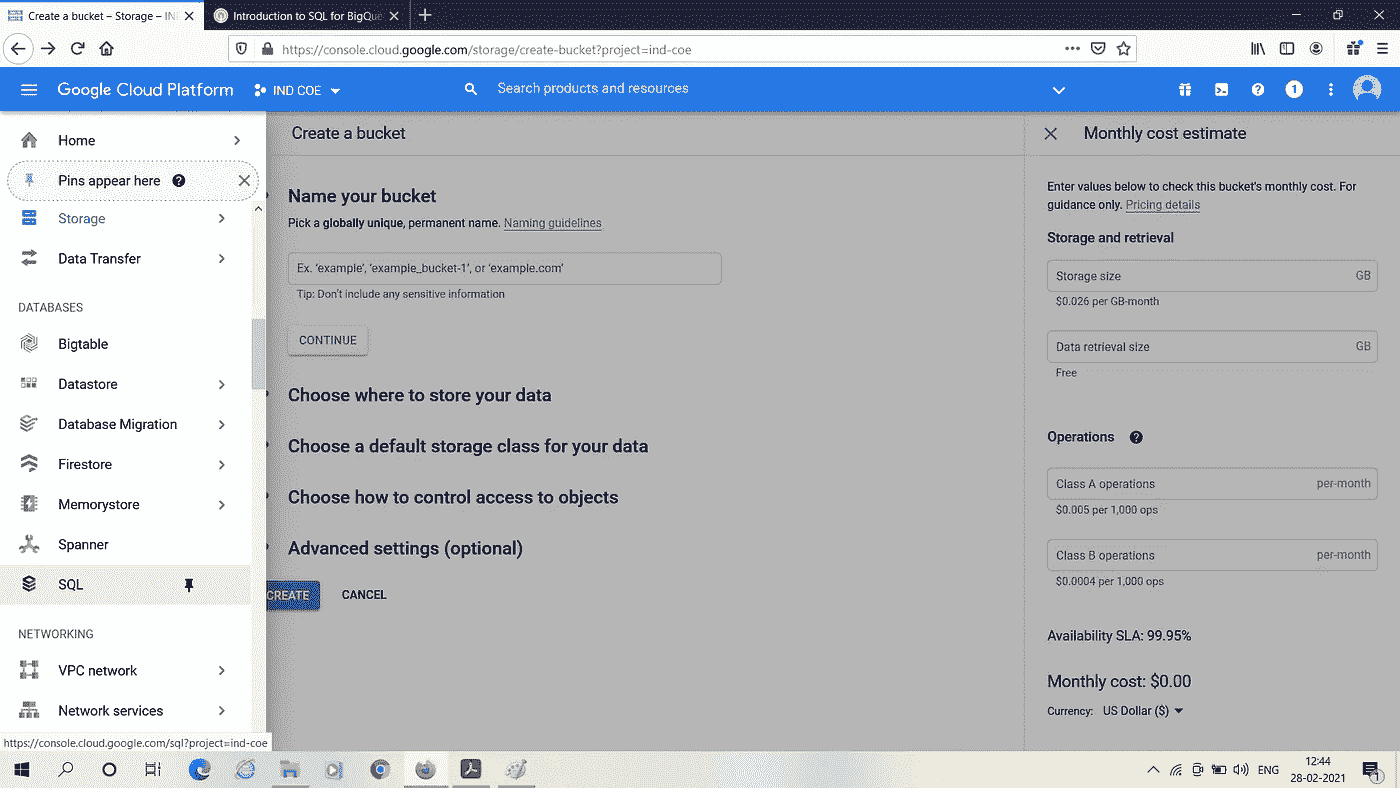 Create a bucket – Storage – IN
Introduction to SQL for BigQue
https://console.cloud.google.com/storage/create-bucket?project=ind-coe
Google Cloud Platform
IND COE
Search products and resources
1
Home
Pins appear here
Storage
Data Transfer
DATABASES
Bigtable
Datastore
Database Migration
Firestore
Memorystore
Spanner
SQL
NETWORKING
VPC network
Network services
https://console.cloud.google.com/sql?project=ind-coe
Create a bucket
Name your bucket
Pick a globally unique, permanent name. Naming guidelines
Ex. 'example', 'example_bucket-1', or 'example.com'
Tip: Don't include any sensitive information
CONTINUE
Choose where to store your data
Choose a default storage class for your data
Choose how to control access to objects
Advanced settings (optional)
CREATE
CANCEL
Monthly cost estimate
Enter values below to check this bucket's monthly cost. For
guidance only. Pricing details
Storage and retrieval
Storage size GB
$0.026 per GB-month
Data retrieval size GB
Free
Operations
Class A operations per-month
$0.005 per 1,000 ops
Class B operations per-month
$0.0004 per 1,000 ops
Availability SLA: 99.95%
Monthly cost: $0.00
Currency: US Dollar ($)
ENG
12:44
28-02-2021
1